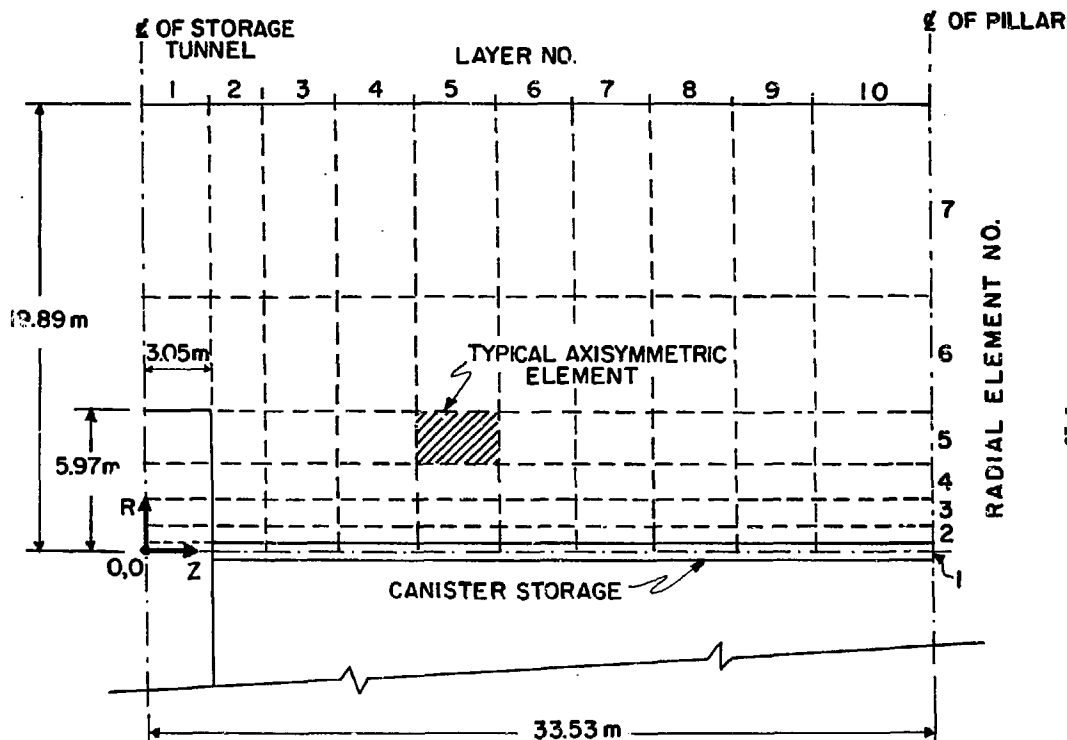 ℄ OF STORAGE
TUNNEL
℄ OF PILLAR
LAYER NO.
1 2 3 4 5 6 7 8 9 10
7
RADIAL ELEMENT NO.
19.89 m
3.05m
TYPICAL AXISYMMETRIC
ELEMENT
6
5.97m
5
4
R
3
2
0,0
Z
1
CANISTER STORAGE
33.53 m